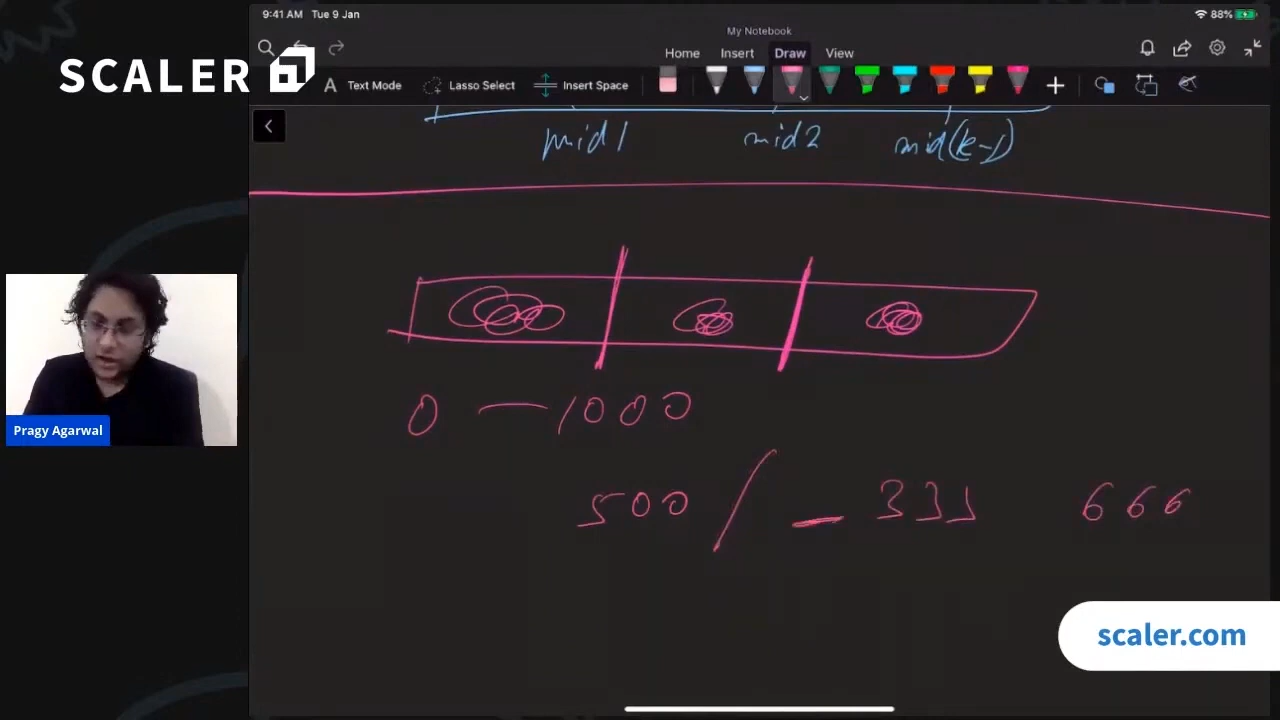 9:41 AM Tue 9 Jan
88%
SCALER
My Notebook
Home Insert Draw View
A Text Mode Lasso Select Insert Space
mid1 mid2 mid(k-1)
0 — 1000
Pragy Agarwal
500 / — 333 666
scaler.com